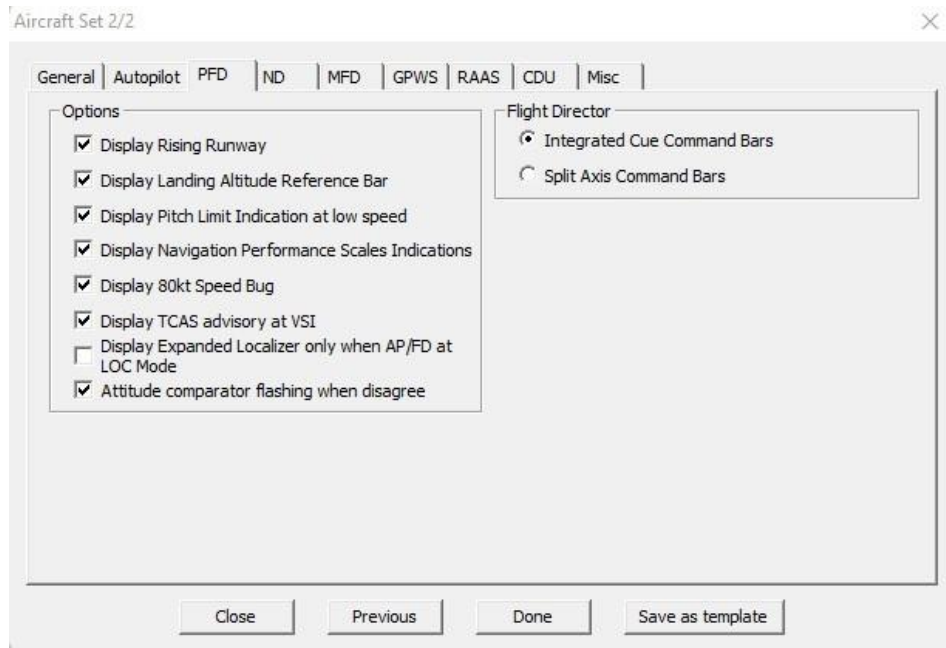 Aircraft Set 2/2
General Autopilot PFD ND MFD GPWS RAAS CDU Misc
Options
Display Rising Runway
Display Landing Altitude Reference Bar
Display Pitch Limit Indication at low speed
Display Navigation Performance Scales Indications
Display 80kt Speed Bug
Display TCAS advisory at VSI
Display Expanded Localizer only when AP/FD at
LOC Mode
Attitude comparator flashing when disagree
Flight Director
Integrated Cue Command Bars
Split Axis Command Bars
Close Previous Done Save as template